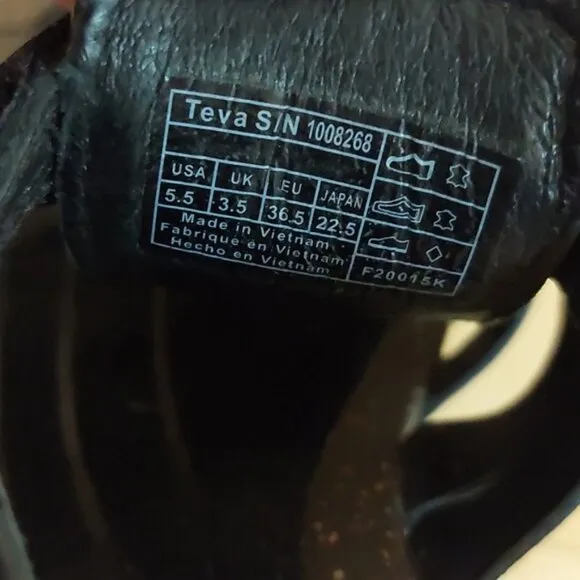 Teva S/N 1008268
USA UK EU JAPAN
5.5 3.5 36.5 22.5
Made in Vietnam
Fabriqué en Vietnam
Hecho en Vietnam
F20015K